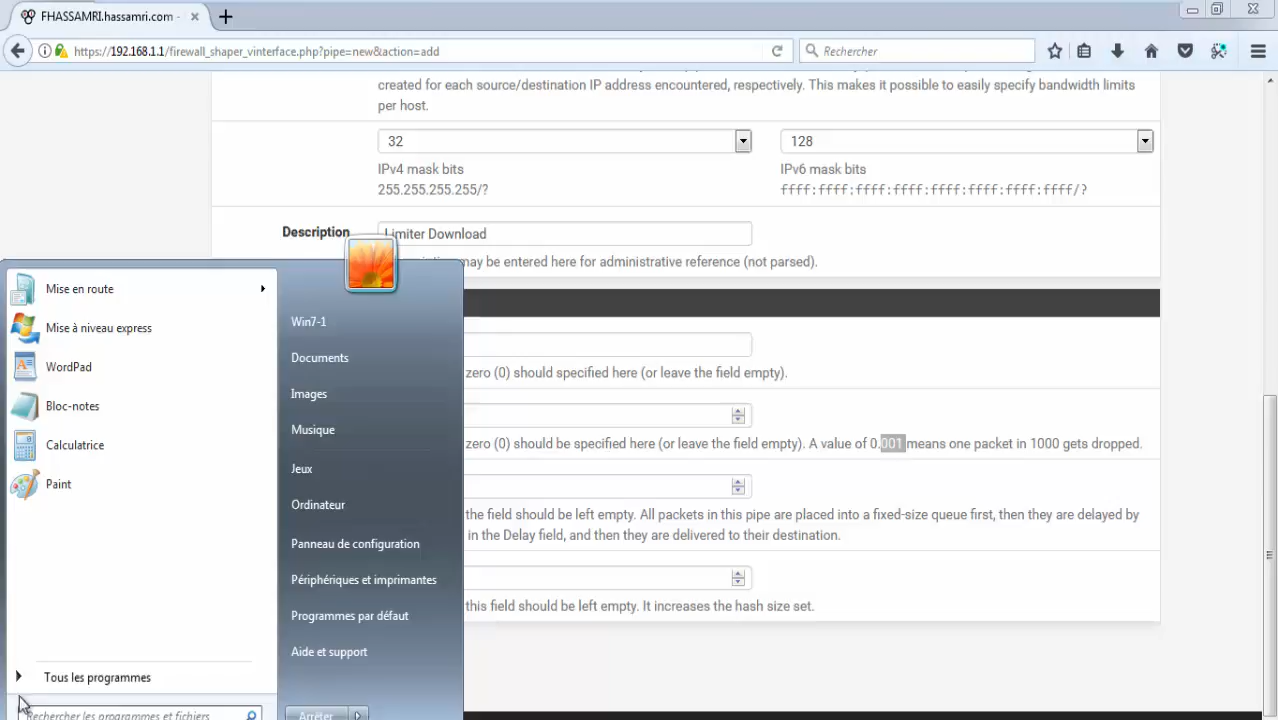 FHASSAMRI.hassamri.com -
https://192.168.1.1/firewall_shaper_vinterface.php?pipe=new&action=add
Rechercher
created for each source/destination IP address encountered, respectively. This makes it possible to easily specify bandwidth limits
per host.
32
128
IPv4 mask bits
IPv6 mask bits
255.255.255.255/?
ffff:ffff:ffff:ffff:ffff:ffff:ffff:ffff/?
Description
Limiter Download
may be entered here for administrative reference (not parsed).
Mise en route
Mise à niveau express
WordPad
Bloc-notes
Calculatrice
Paint
Tous les programmes
Rechercher les programmes et fichiers
Win7-1
Documents
Images
Musique
Jeux
Ordinateur
Panneau de configuration
Périphériques et imprimantes
Programmes par défaut
Aide et support
Arrêter
zero (0) should specified here (or leave the field empty).
zero (0) should be specified here (or leave the field empty). A value of 0.001 means one packet in 1000 gets dropped.
the field should be left empty. All packets in this pipe are placed into a fixed-size queue first, then they are delayed by
in the Delay field, and then they are delivered to their destination.
this field should be left empty. It increases the hash size set.